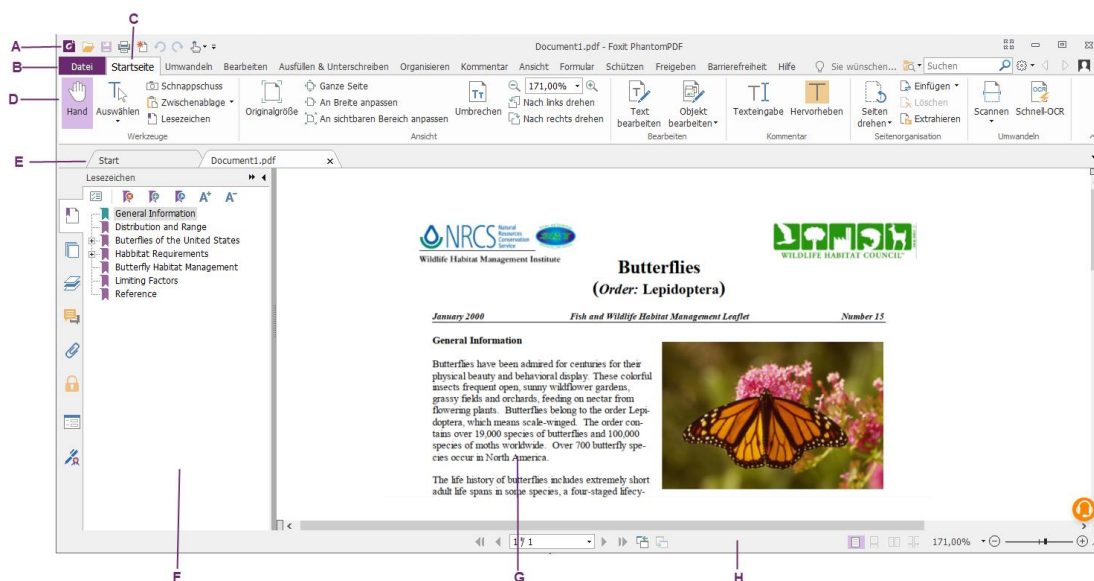 C
A
Document1.pdf - Foxit PhantomPDF
B
Datei Startseite Umwandeln Bearbeiten Ausfüllen & Unterschreiben Organisieren Kommentar Ansicht Formular Schützen Freigeben Barrierefreiheit Hilfe Sie wünschen... Suchen
D
Hand
Auswählen
Schnappschuss
Zwischenablage
Lesezeichen
Werkzeuge
Originalgröße
Ganze Seite
An Breite anpassen
An sichtbaren Bereich anpassen
171,00%
Nach links drehen
Nach rechts drehen
Umbrechen
Ansicht
Text bearbeiten
Objekt bearbeiten
Bearbeiten
Texteingabe
Hervorheben
Kommentar
Seiten drehen
Einfügen
Löschen
Extrahieren
Seitenorganisation
Scannen
OCR
Schnell-OCR
Umwandeln
E
Start
Document1.pdf x
Lesezeichen
General Information
Distribution and Range
Buterflies of the United States
Habbitat Requirements
Butterfly Habitat Management
Limiting Factors
Reference
NRCS Natural Resources Conservation Service
Wildlife Habitat Management Institute
WILDLIFE HABITAT COUNCIL
Butterflies
(Order: Lepidoptera)
January 2000 Fish and Wildlife Habitat Management Leaflet Number 15
General Information
Butterflies have been admired for centuries for their
physical beauty and behavioral display. These colorful
insects frequent open, sunny wildflower gardens,
grassy fields and orchards, feeding on nectar from
flowering plants. Butterflies belong to the order Lepi-
doptera, which means scale-winged. The order con-
tains over 19,000 species of butterflies and 100,000
species of moths worldwide. Over 700 butterfly spe-
cies occur in North America.
The life history of butterflies includes extremely short
adult life spans in some species, a four-staged lifecy-
1 / 1
171,00%
F
G
H